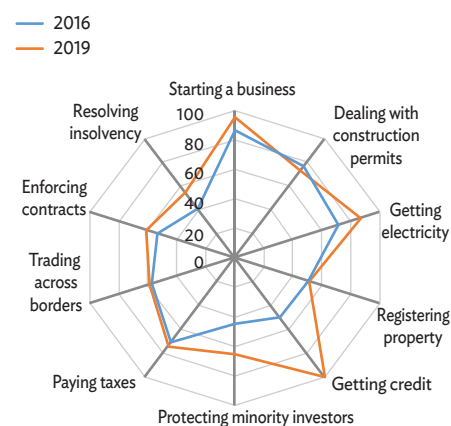 2016
2019
Starting a business
Dealing with
construction
permits
Getting
electricity
Registering
property
Getting credit
Protecting minority investors
Paying taxes
Trading
across
borders
Enforcing
contracts
Resolving
insolvency
100
80
60
40
20
0